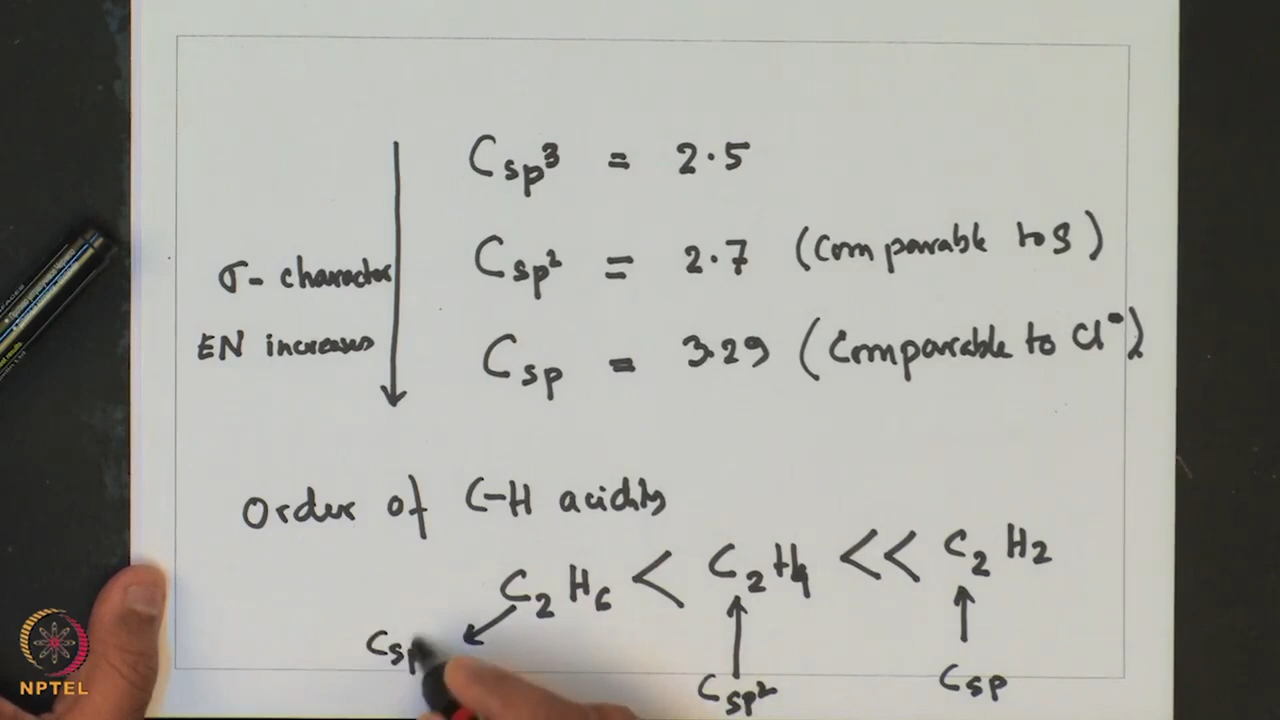 Csp³ = 2.5
Csp² = 2.7 (Comparable to S)
σ- character
EN increases
Csp = 3.29 (Comparable to Cl⁻)
Order of C-H acidity
C₂H₆ < C₂H₄ << C₂H₂
Csp
Csp²
Csp
NPTEL